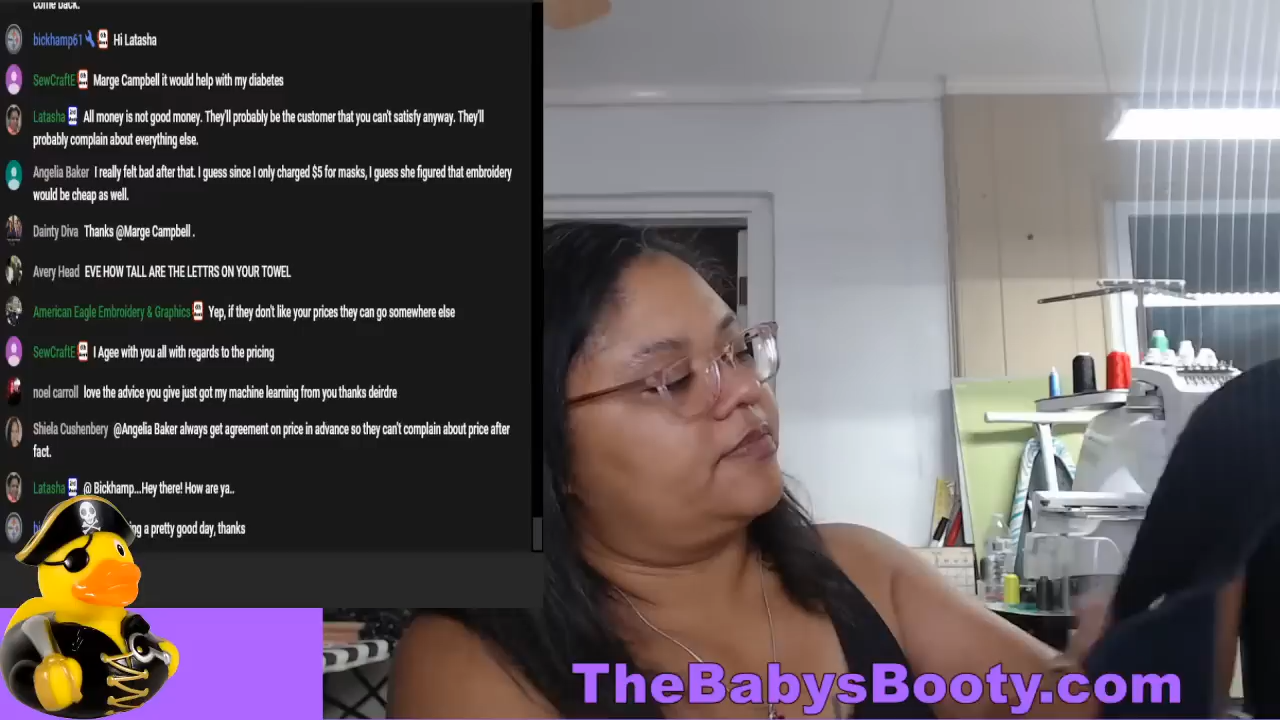 come back.
bickhamp61 Hi Latasha
SewCraftE Marge Campbell it would help with my diabetes
Latasha All money is not good money. They'll probably be the customer that you can't satisfy anyway. They'll
probably complain about everything else.
Angelia Baker I really felt bad after that. I guess since I only charged $5 for masks, I guess she figured that embroidery
would be cheap as well.
Dainty Diva Thanks @Marge Campbell .
Avery Head EVE HOW TALL ARE THE LETTRS ON YOUR TOWEL
American Eagle Embroidery & Graphics Yep, if they don't like your prices they can go somewhere else
SewCraftE I Agree with you all with regards to the pricing
noel carroll love the advice you give just got my machine learning from you thanks deirdre
Shiela Cushenbery @Angelia Baker always get agreement on price in advance so they can't complain about price after
fact.
Latasha @ Bickhamp...Hey there! How are ya..
a pretty good day, thanks
TheBabysBooty.com